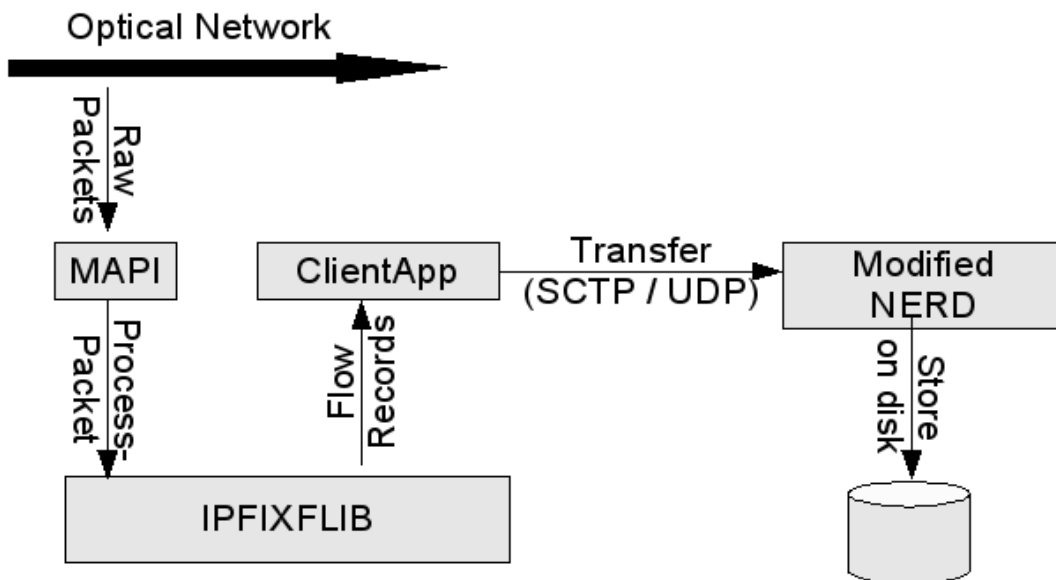 Optical Network
Raw
Packets
MAPI
ClientApp
Transfer
(SCTP / UDP)
Modified
NERD
Process-
Packet
Flow
Records
Store
on disk
IPFIXFLIB